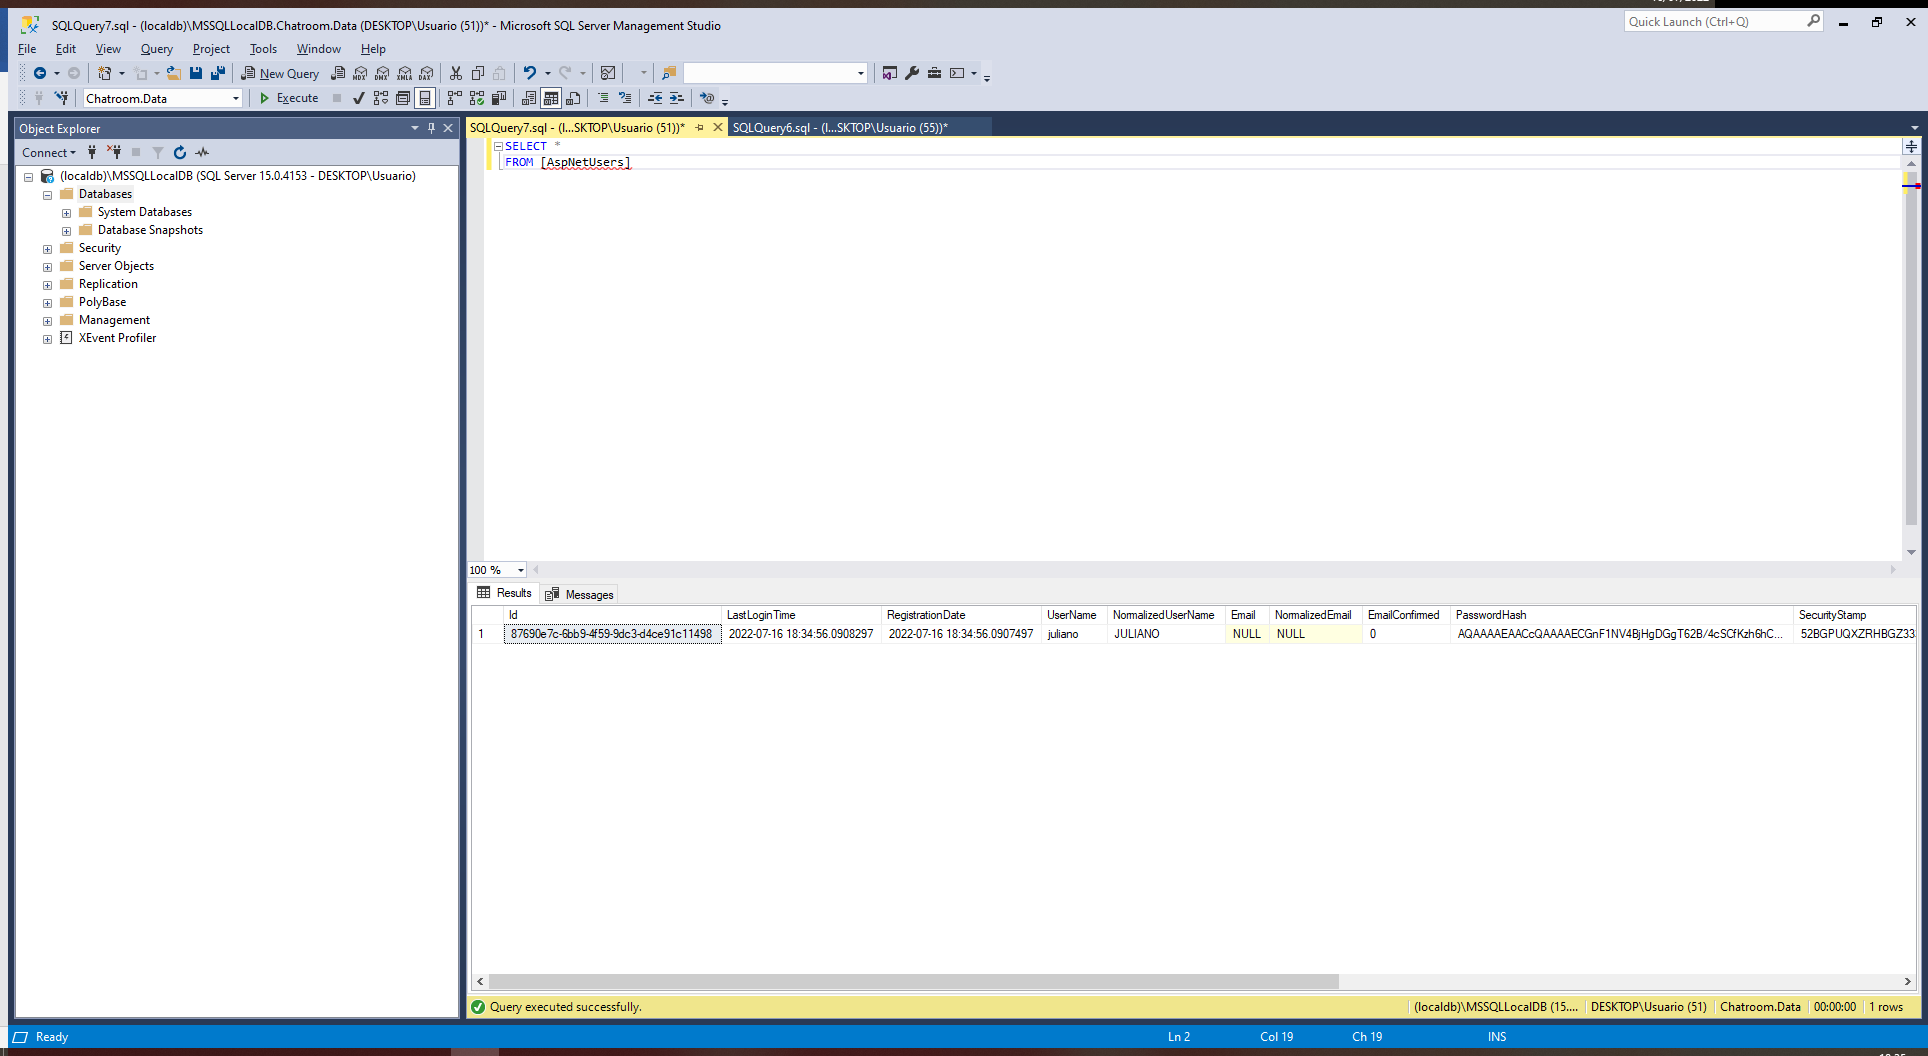 SQLQuery7.sql - (localdb)\MSSQLLocalDB.Chatroom.Data (DESKTOP\Usuario (51))* - Microsoft SQL Server Management Studio
Quick Launch (Ctrl+Q)
File Edit View Query Project Tools Window Help
New Query MDX DMX XMLA DAX
Chatroom.Data Execute
Object Explorer
SQLQuery7.sql - (l...SKTOP\Usuario (51))* SQLQuery6.sql - (l...SKTOP\Usuario (55))*
Connect
(localdb)\MSSQLLocalDB (SQL Server 15.0.4153 - DESKTOP\Usuario)
Databases
System Databases
Database Snapshots
Security
Server Objects
Replication
PolyBase
Management
XEvent Profiler
SELECT *
FROM [AspNetUsers]
100 %
Results Messages
Id LastLoginTime RegistrationDate UserName NormalizedUserName Email NormalizedEmail EmailConfirmed PasswordHash SecurityStamp
1 87690e7c-6bb9-4f59-9dc3-d4ce91c11498 2022-07-16 18:34:56.0908297 2022-07-16 18:34:56.0907497 juliano JULIANO NULL NULL 0 AQAAAAEAACcQAAAAECGnF1NV4BjHgDGgT62B/4cSCfKzh6hC... 52BGPUQXZRHBGZ333
Query executed successfully.
(localdb)\MSSQLLocalDB (15.... DESKTOP\Usuario (51) Chatroom.Data 00:00:00 1 rows
Ready Ln 2 Col 19 Ch 19 INS